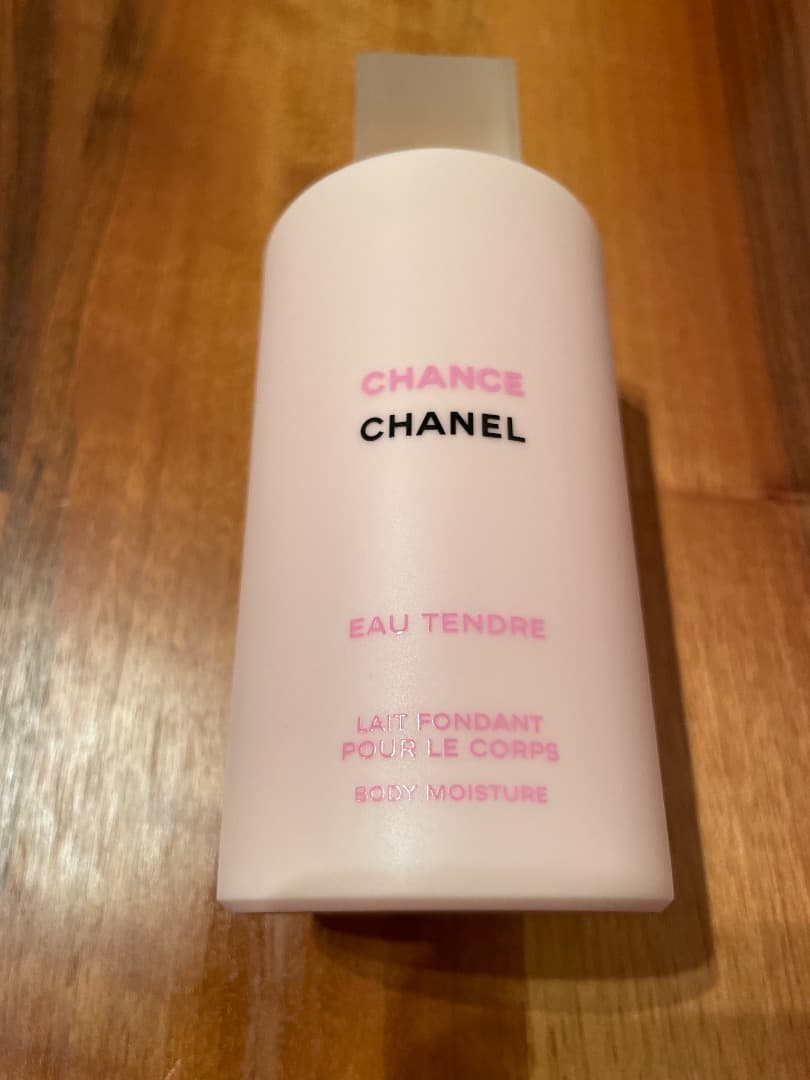 CHANCE
CHANEL
EAU TENDRE
LAIT FONDANT
POUR LE CORPS
BODY MOISTURE